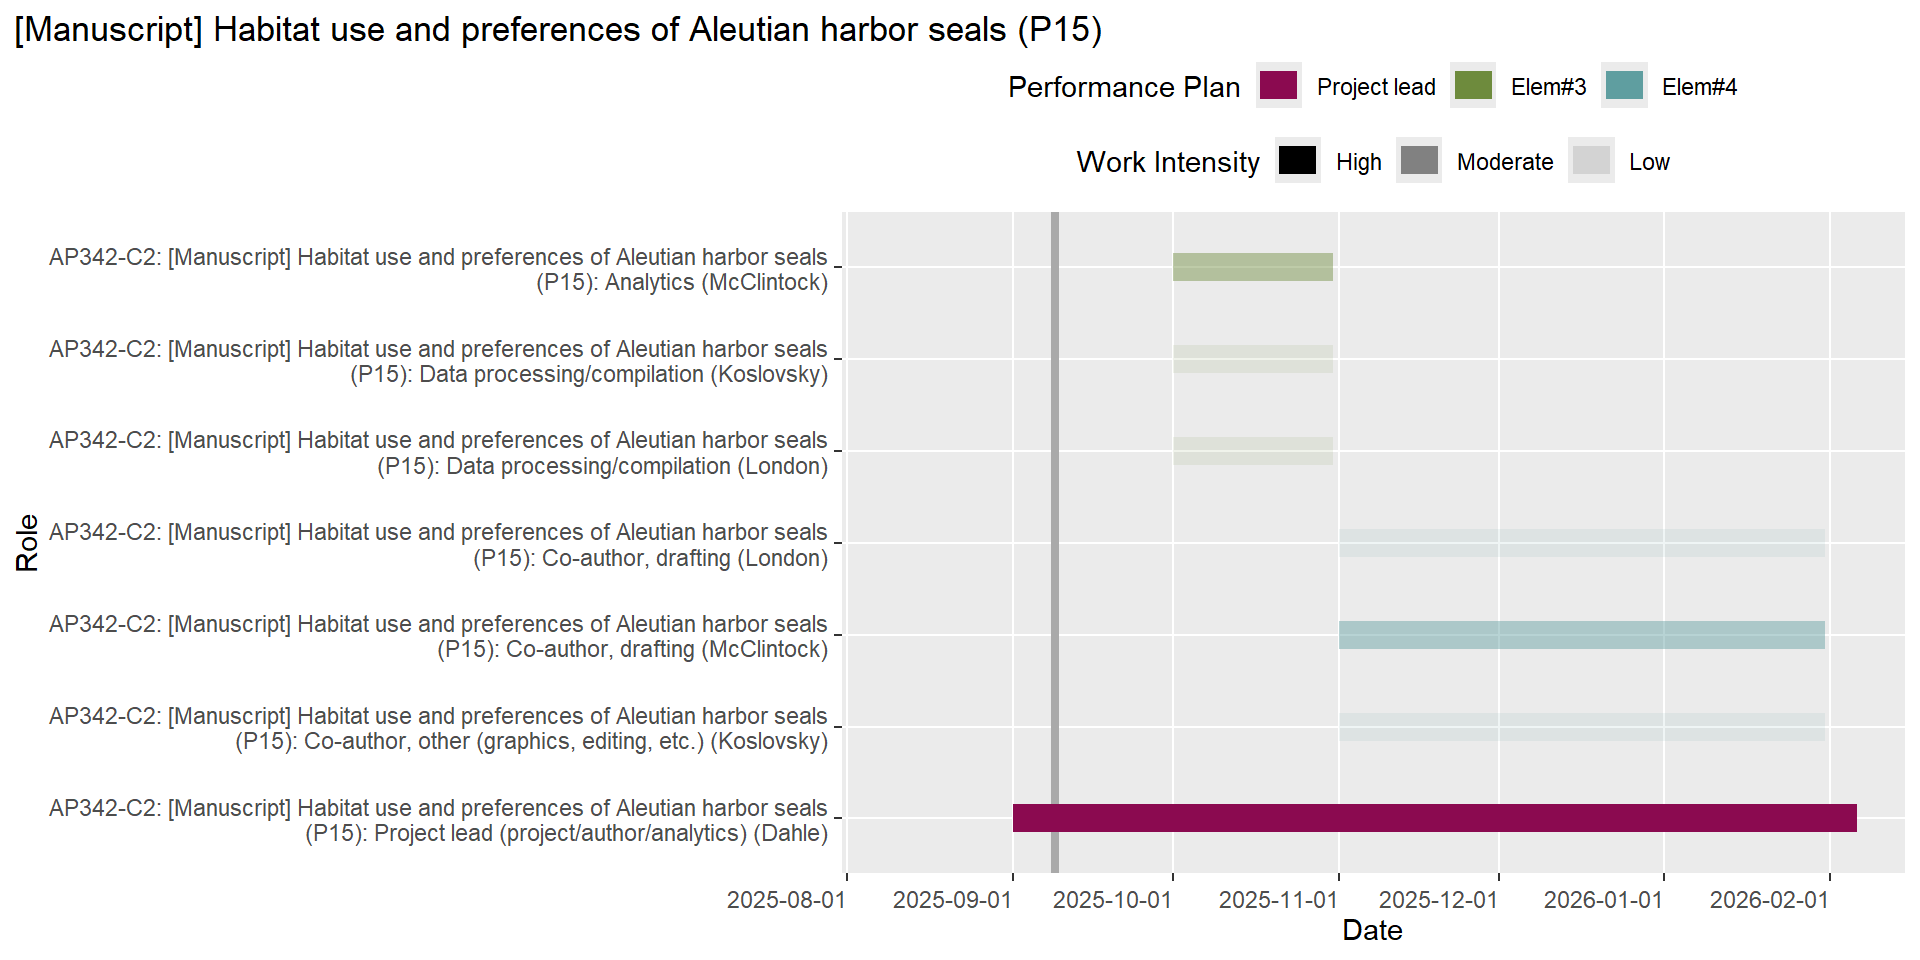 [Manuscript] Habitat use and preferences of Aleutian harbor seals (P15)
Performance Plan Project lead Elem#3 Elem#4
Work Intensity High Moderate Low
AP342-C2: [Manuscript] Habitat use and preferences of Aleutian harbor seals
(P15): Analytics (McClintock)
AP342-C2: [Manuscript] Habitat use and preferences of Aleutian harbor seals
(P15): Data processing/compilation (Koslovsky)
AP342-C2: [Manuscript] Habitat use and preferences of Aleutian harbor seals
(P15): Data processing/compilation (London)
Role
AP342-C2: [Manuscript] Habitat use and preferences of Aleutian harbor seals
(P15): Co-author, drafting (London)
AP342-C2: [Manuscript] Habitat use and preferences of Aleutian harbor seals
(P15): Co-author, drafting (McClintock)
AP342-C2: [Manuscript] Habitat use and preferences of Aleutian harbor seals
(P15): Co-author, other (graphics, editing, etc.) (Koslovsky)
AP342-C2: [Manuscript] Habitat use and preferences of Aleutian harbor seals
(P15): Project lead (project/author/analytics) (Dahle)
2025-08-01 2025-09-01 2025-10-01 2025-11-01 2025-12-01 2026-01-01 2026-02-01
Date